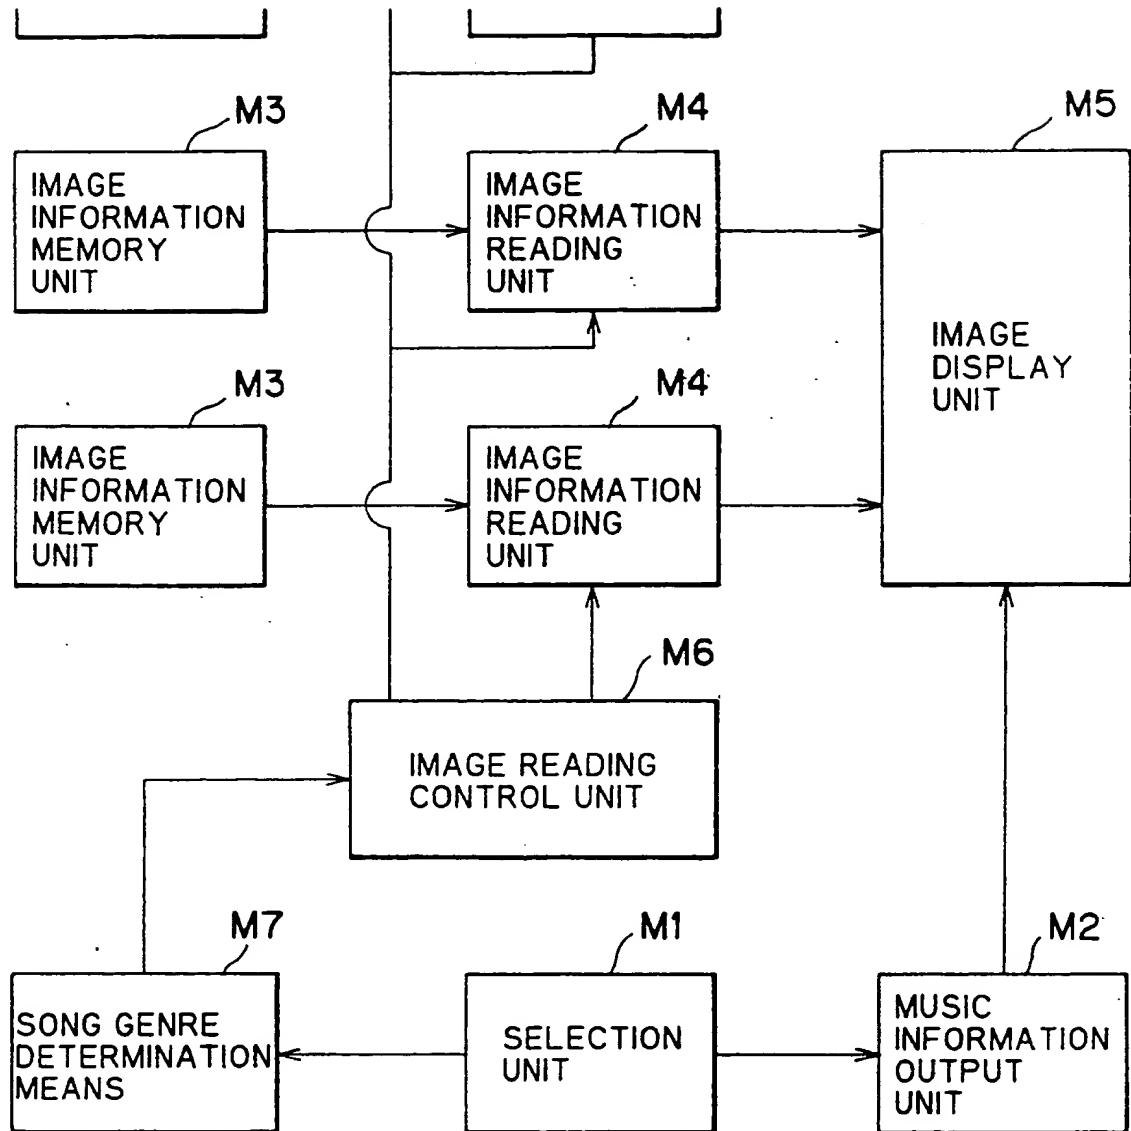 M3
M4
M5
IMAGE
INFORMATION
MEMORY
UNIT
IMAGE
INFORMATION
READING
UNIT
IMAGE
DISPLAY
UNIT
M3
M4
IMAGE
INFORMATION
MEMORY
UNIT
IMAGE
INFORMATION
READING
UNIT
M6
IMAGE READING
CONTROL UNIT
M7
M1
M2
SONG GENRE
DETERMINATION
MEANS
SELECTION
UNIT
MUSIC
INFORMATION
OUTPUT
UNIT